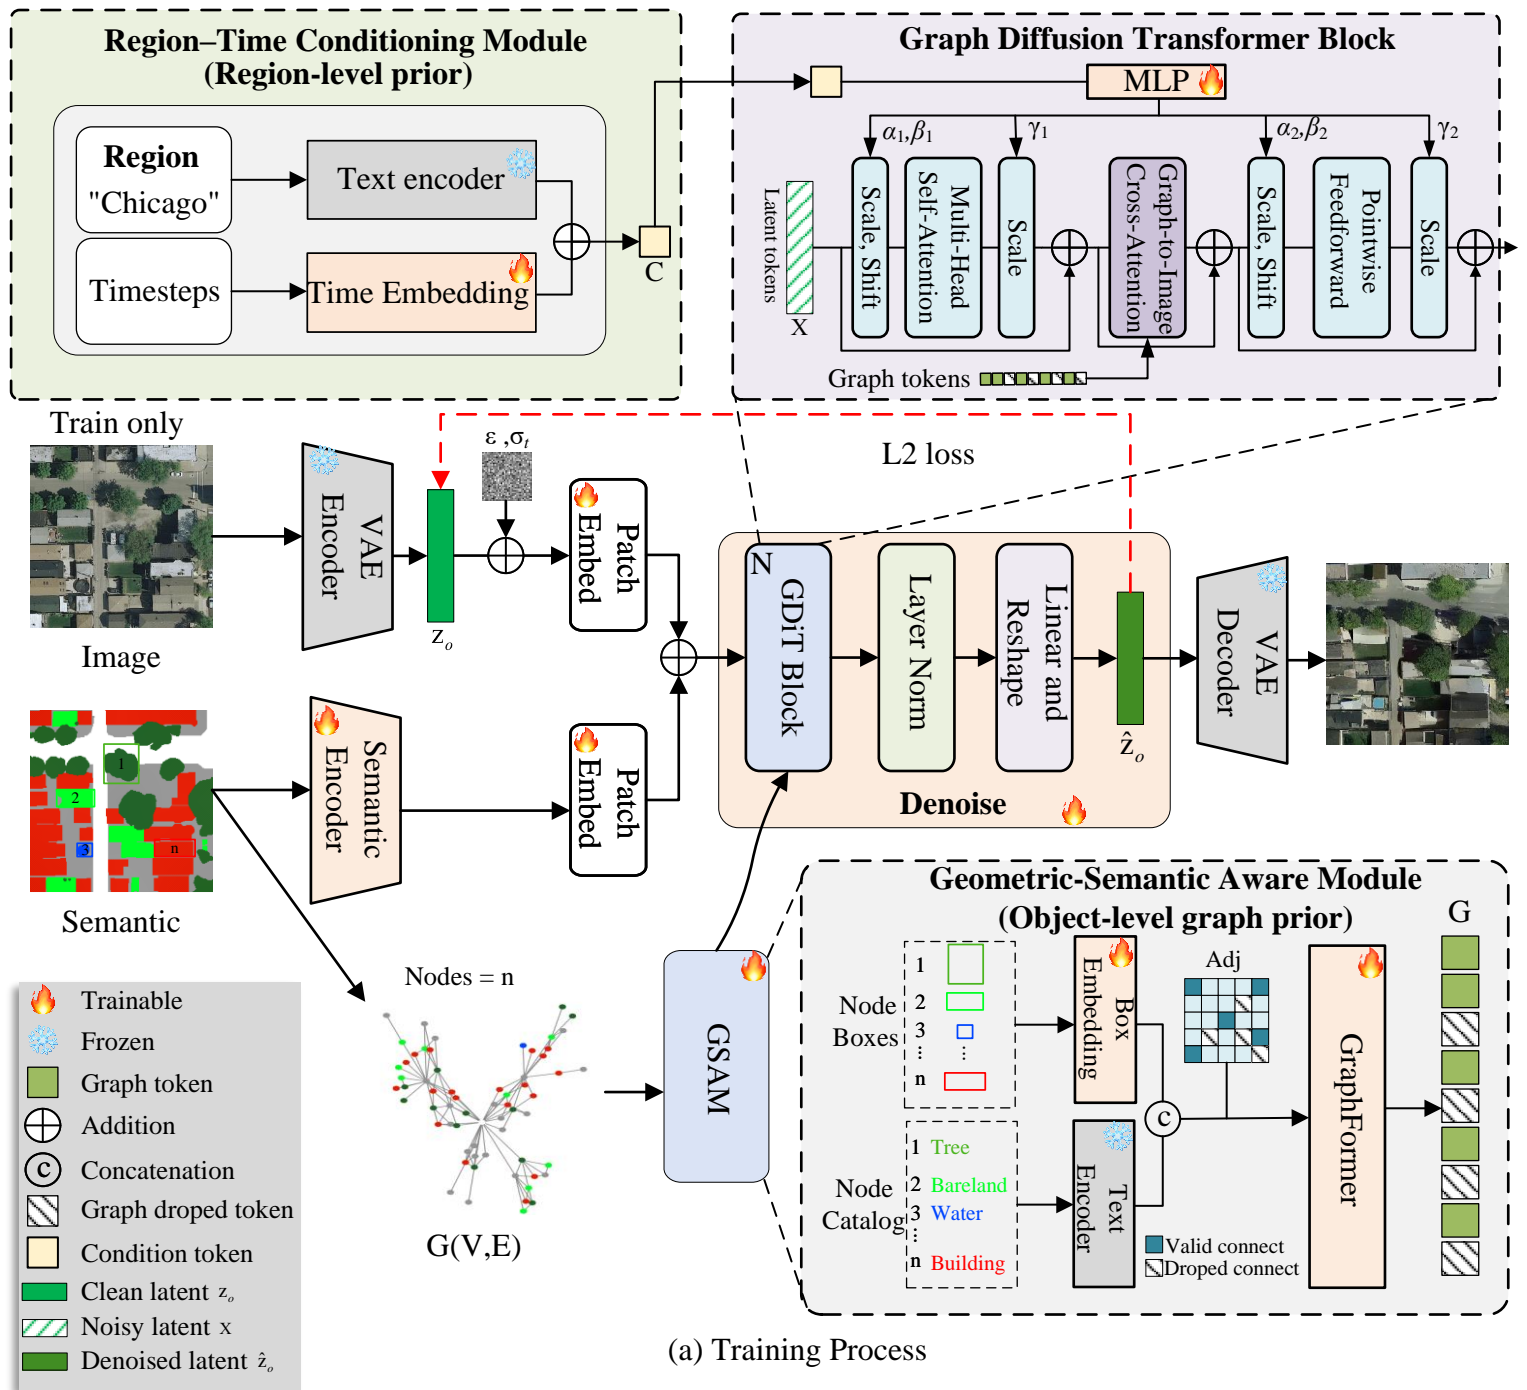 Region–Time Conditioning Module
(Region-level prior)
Region
"Chicago"
Text encoder
Timesteps
Time Embedding
C
Graph Diffusion Transformer Block
MLP
α1,β1
γ1
α2,β2
γ2
Latent tokens
X
Scale, Shift
Multi-Head
Self-Attention
Scale
Graph-to-Image
Cross-Attention
Scale, Shift
Pointwise
Feedforward
Scale
Graph tokens
Train only
Image
VAE
Encoder
zo
ε ,σt
Patch
Embed
L2 loss
N
GDiT Block
Layer Norm
Linear and
Reshape
ẑo
Denoise
VAE
Decoder
1
2
3
n
Semantic
Semantic
Encoder
Patch
Embed
Nodes = n
G(V,E)
GSAM
Geometric-Semantic Aware Module
(Object-level graph prior)
G
Node
Boxes
1
2
3
⋮
⋮
n
Box
Embedding
Adj
Node
Catalog
1 Tree
2 Bareland
3 Water
⋮
n Building
Text
Encoder
c
GraphFormer
Valid connect
Droped connect
Trainable
Frozen
Graph token
Addition
c Concatenation
Graph droped token
Condition token
Clean latent zo
Noisy latent X
Denoised latent ẑo
(a) Training Process